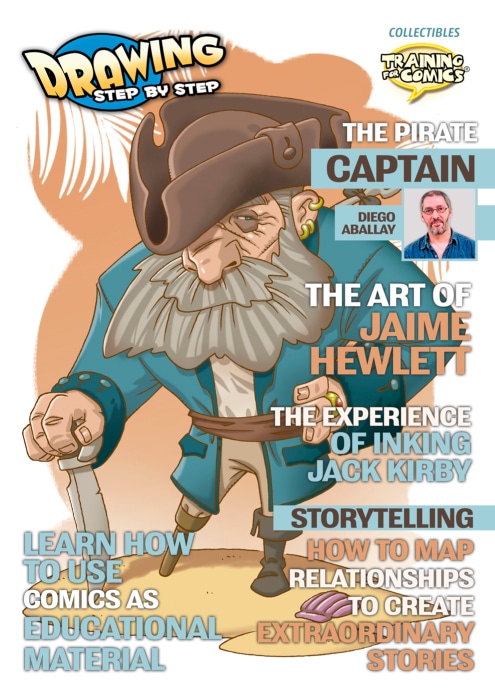 COLLECTIBLES
DRAWING
STEP BY STEP
TRAINING
FOR COMICS®
THE PIRATE
CAPTAIN
DIEGO
ABALLAY
THE ART OF
JAIME
HÉWLETT
THE EXPERIENCE
OF INKING
JACK KIRBY
STORYTELLING
HOW TO MAP
RELATIONSHIPS
TO CREATE
EXTRAORDINARY
STORIES
LEARN HOW
TO USE
COMICS AS
EDUCATIONAL
MATERIAL